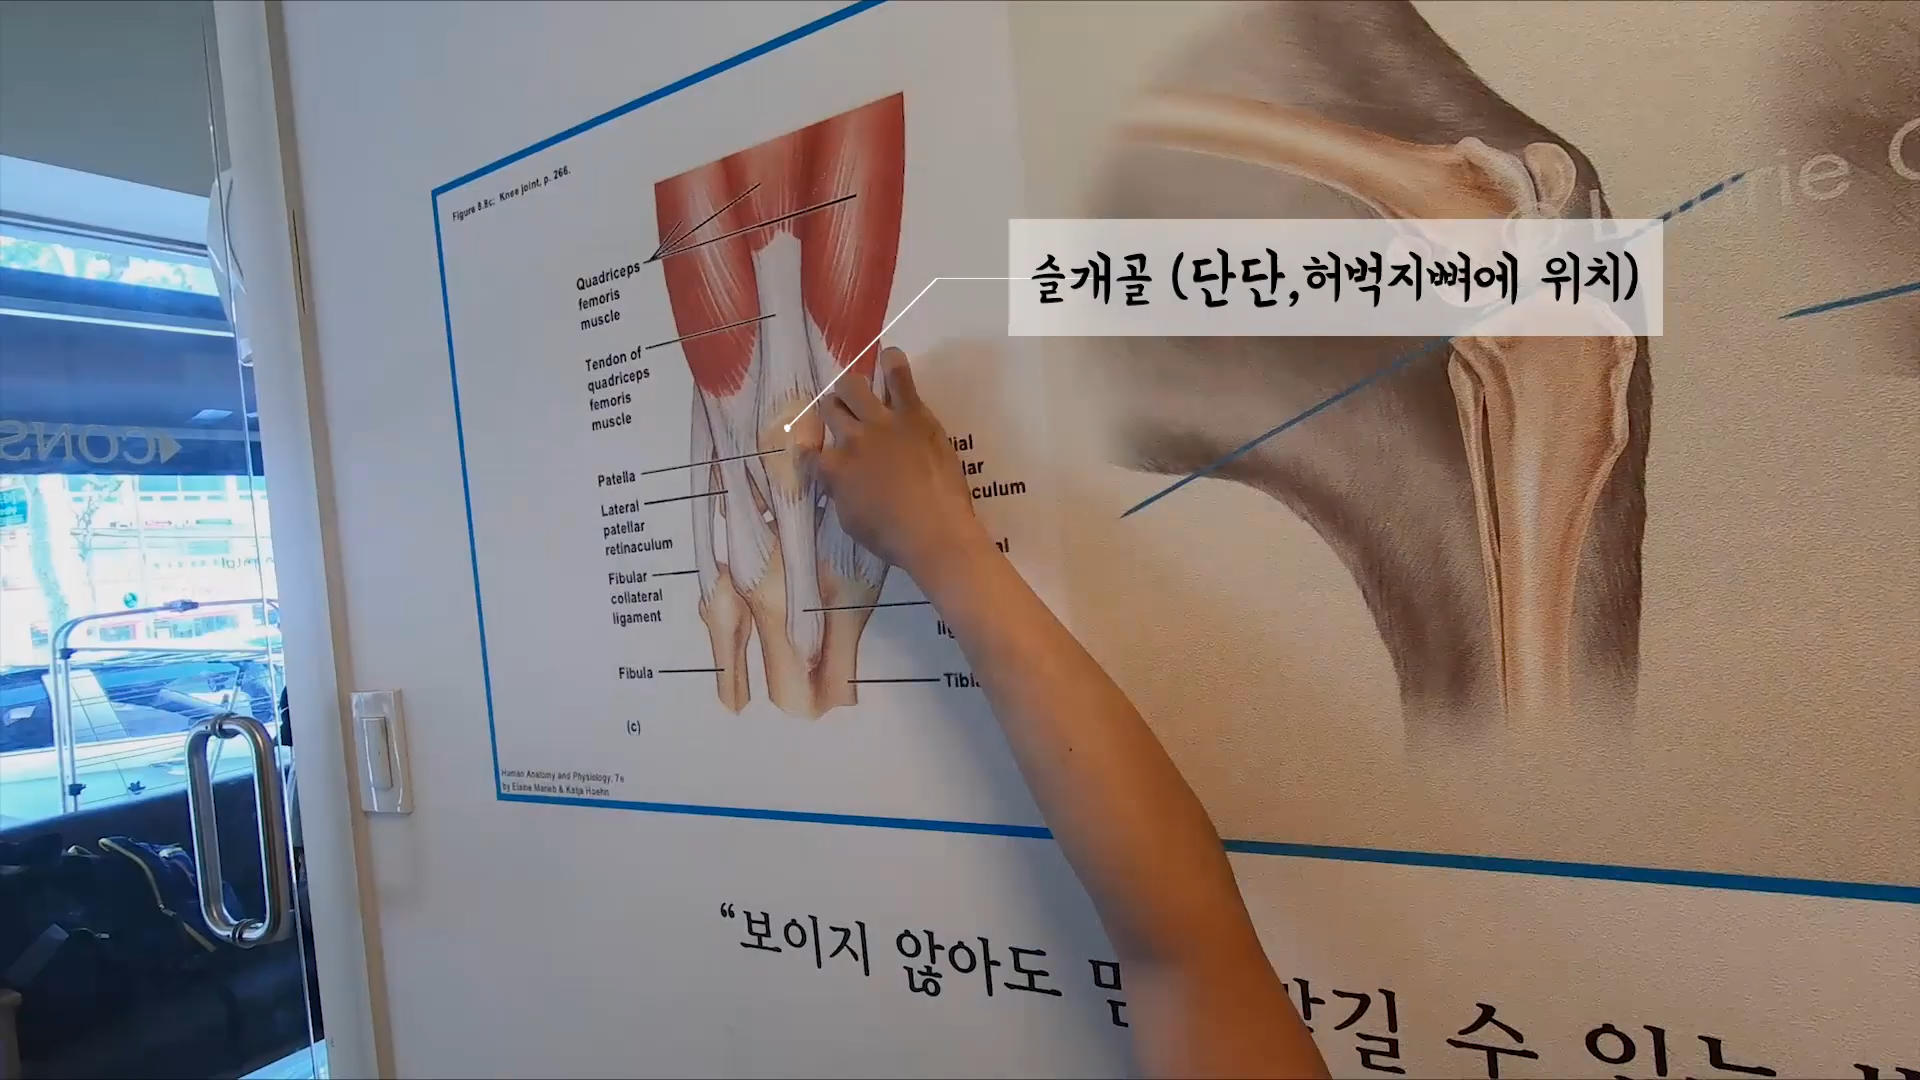 Figure 8.8c: Knee joint, p. 266.
Quadriceps
femoris
muscle
Tendon of
quadriceps
femoris
muscle
Patella
Lateral
patellar
retinaculum
Fibular
collateral
ligament
Fibula
(c)
Human Anatomy and Physiology, 7e
by Elaine Marieb & Katja Hoehn
슬개골 (단단,허벅지뼈에 위치)
culum
“보이지 않아도
수
CONS